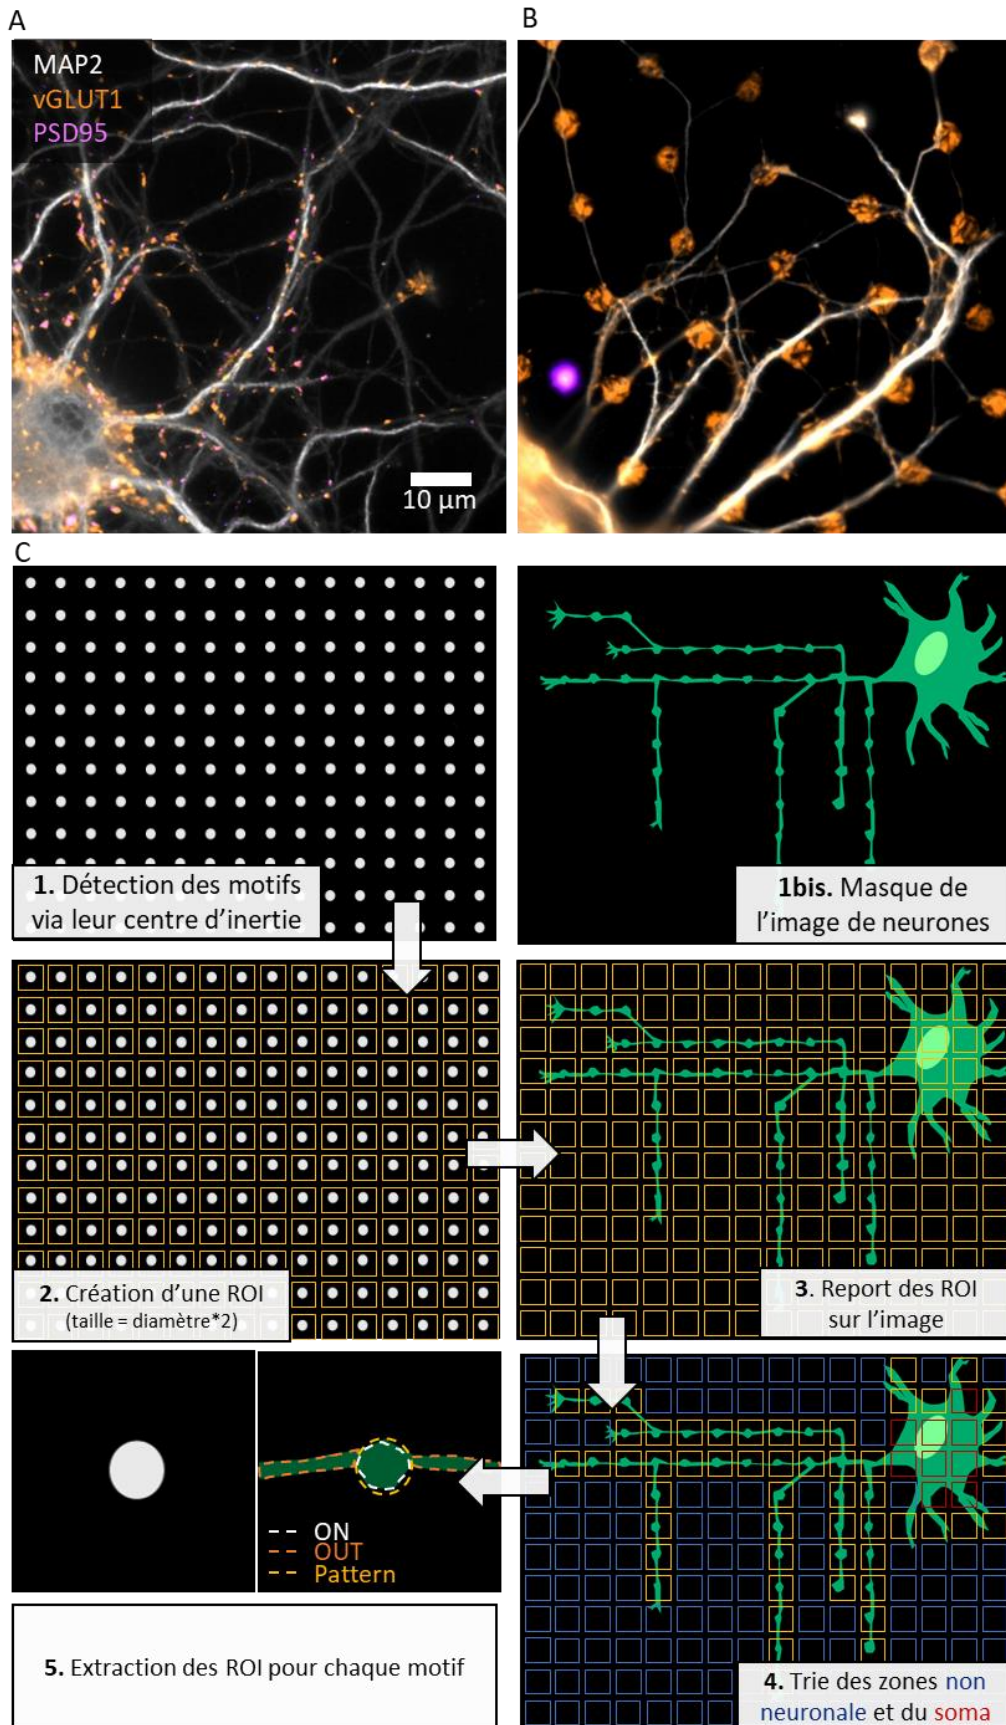 A
B
MAP2
vGLUT1
PSD95
10 µm
C
1. Détection des motifs
via leur centre d'inertie
1bis. Masque de
l'image de neurones
2. Création d'une ROI
(taille = diamètre*2)
3. Report des ROI
sur l'image
ON
OUT
Pattern
5. Extraction des ROI pour chaque motif
4. Trie des zones non
neuronale et du soma